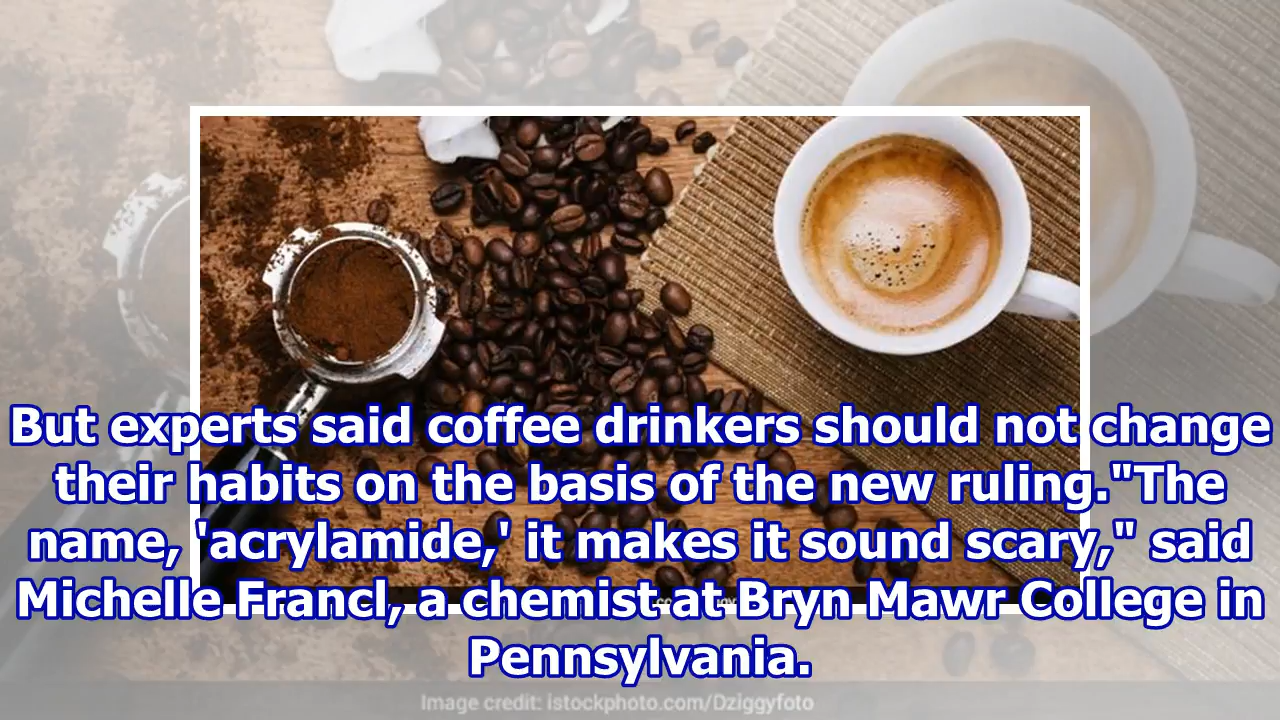 But experts said coffee drinkers should not change
their habits on the basis of the new ruling."The
name, 'acrylamide,' it makes it sound scary," said
Michelle Francl, a chemist at Bryn Mawr College in
Pennsylvania.
Image credit: istockphoto.com/Dziggyfoto